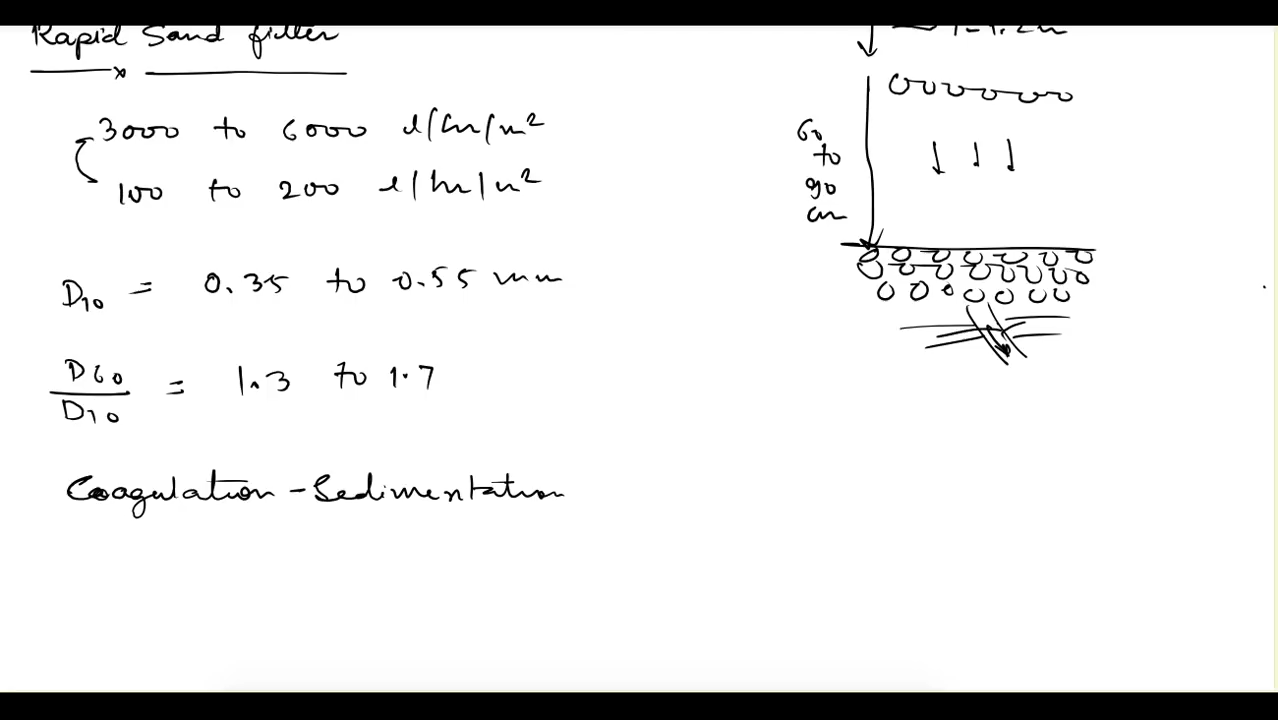 Rapid Sand filter
3000 to 6000 l/hr/m²
100 to 200 l/hr/m²
D10 = 0.35 to 0.55 mm
D60 / D10 = 1.3 to 1.7
Coagulation - Sedimentation
60
to
90
cm